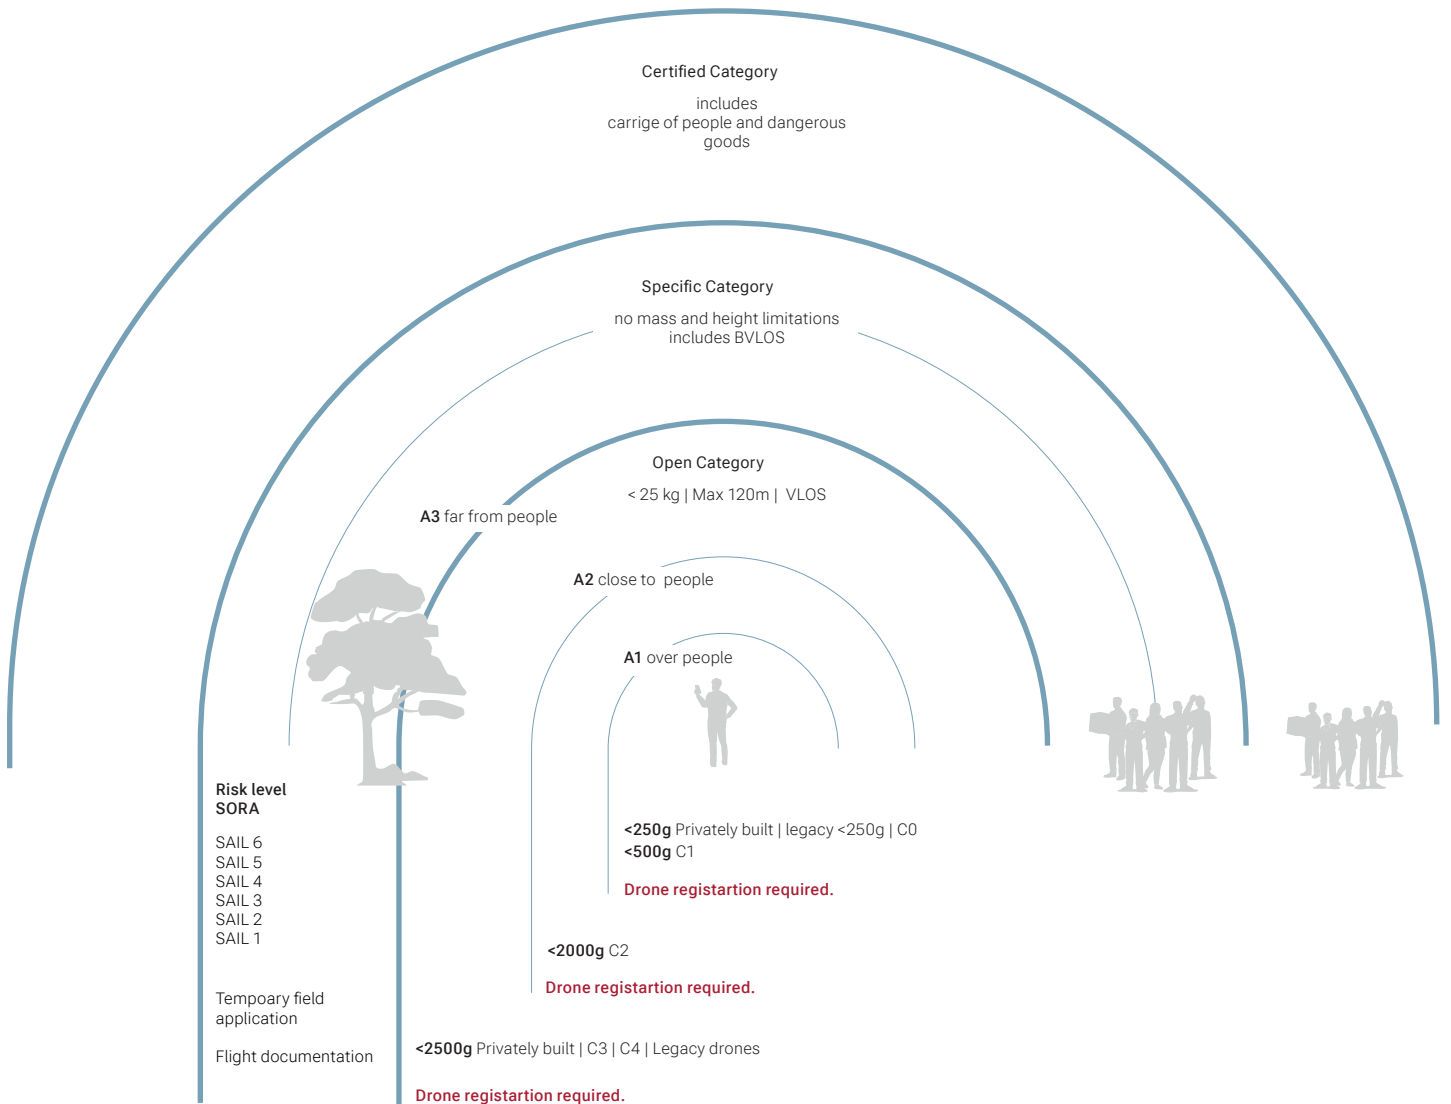 Certified Category
includes
carrige of people and dangerous
goods
Specific Category
no mass and height limitations
includes BVLOS
Open Category
< 25 kg | Max 120m | VLOS
A3 far from people
A2 close to people
A1 over people
Risk level
SORA
SAIL 6
SAIL 5
SAIL 4
SAIL 3
SAIL 2
SAIL 1
Tempoary field
application
Flight documentation
<250g Privately built | legacy <250g | C0
<500g C1
Drone registartion required.
<2000g C2
Drone registartion required.
<2500g Privately built | C3 | C4 | Legacy drones
Drone registartion required.